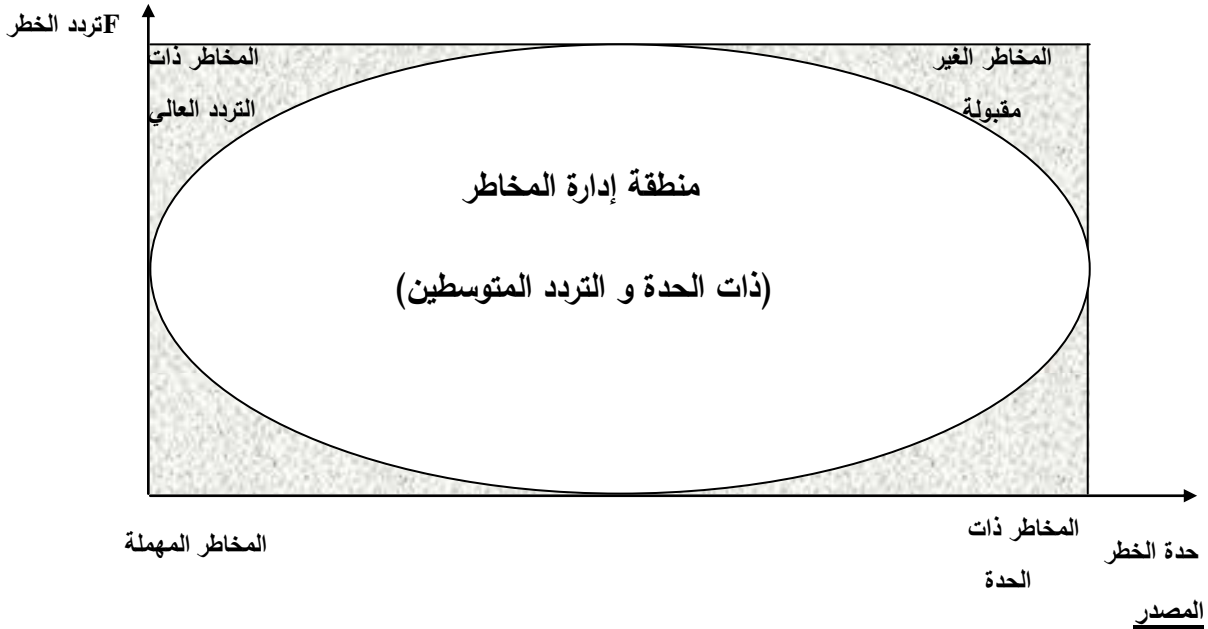 تردد الخطرF
المخاطر الغير
مقبولة
المخاطر ذات
التردد العالي
منطقة إدارة المخاطر
(ذات الحدة و التردد المتوسطين)
حدة الخطر
المخاطر ذات
الحدة
المخاطر المهملة
المصدر